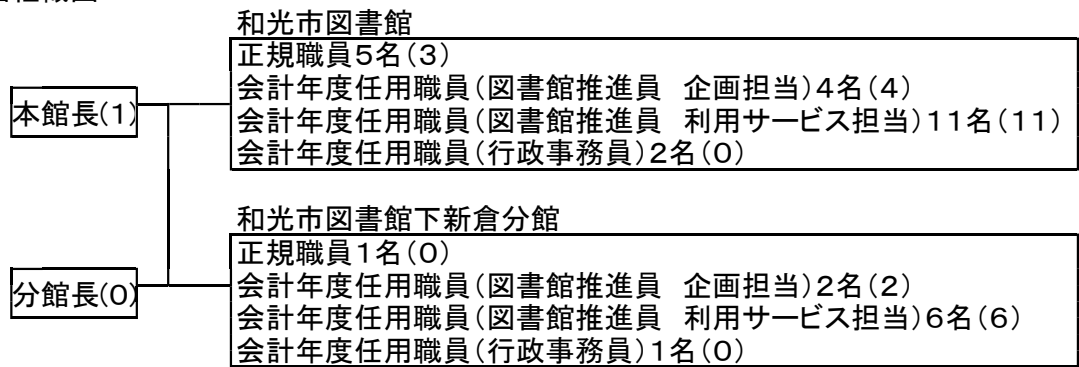 和光市図書館
正規職員5名(3)
会計年度任用職員(図書館推進員　企画担当)4名(4)
本館長(1)
会計年度任用職員(図書館推進員　利用サービス担当)11名(11)
会計年度任用職員(行政事務員)2名(0)
和光市図書館下新倉分館
正規職員1名(0)
会計年度任用職員(図書館推進員　企画担当)2名(2)
分館長(0)
会計年度任用職員(図書館推進員　利用サービス担当)6名(6)
会計年度任用職員(行政事務員)1名(0)